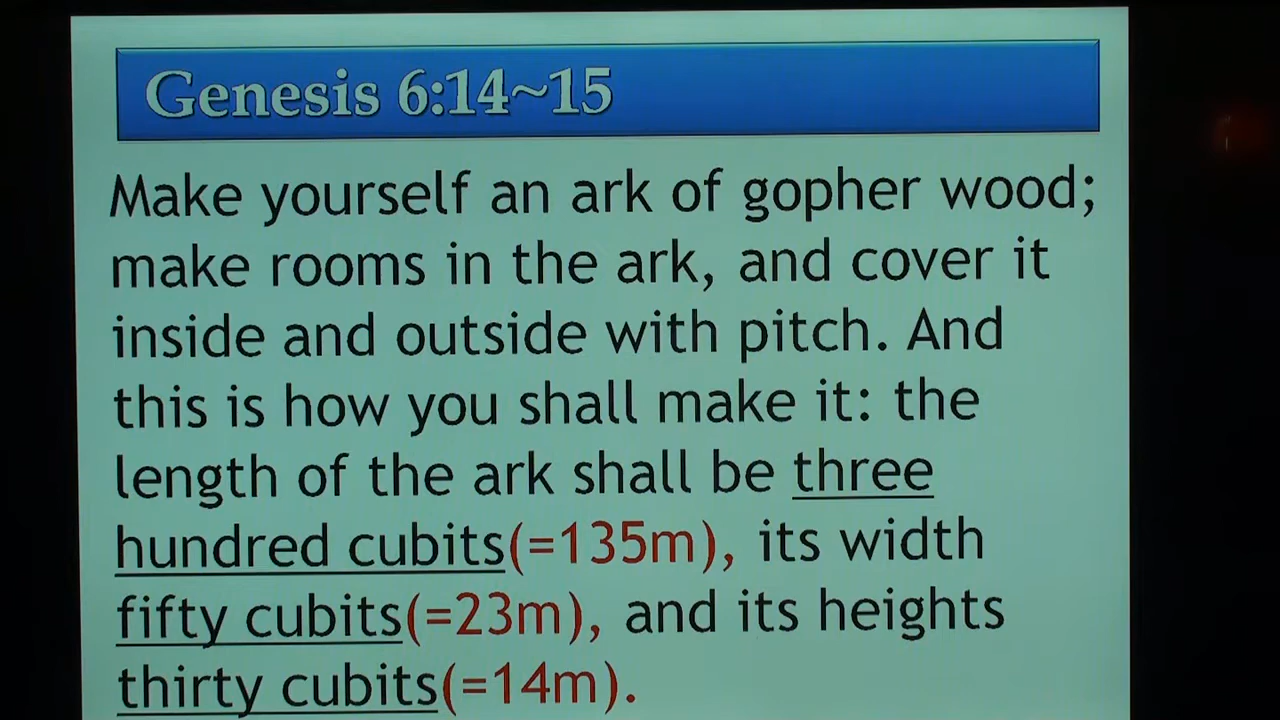 Genesis 6:14~15
Make yourself an ark of gopher wood;
make rooms in the ark, and cover it
inside and outside with pitch. And
this is how you shall make it: the
length of the ark shall be three
hundred cubits(=135m), its width
fifty cubits(=23m), and its heights
thirty cubits(=14m).